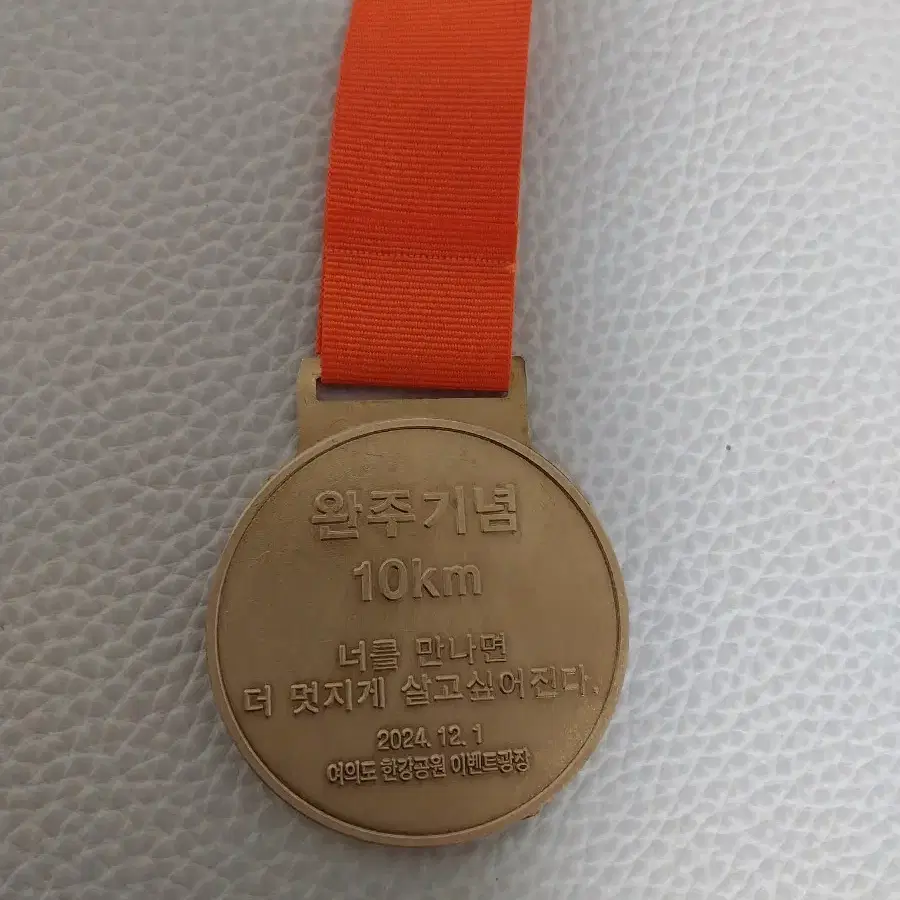 완주기념
10km
너를 만나면
더 멋지게 살고싶어진다.
2024. 12. 1
여의도 한강공원 이벤트광장